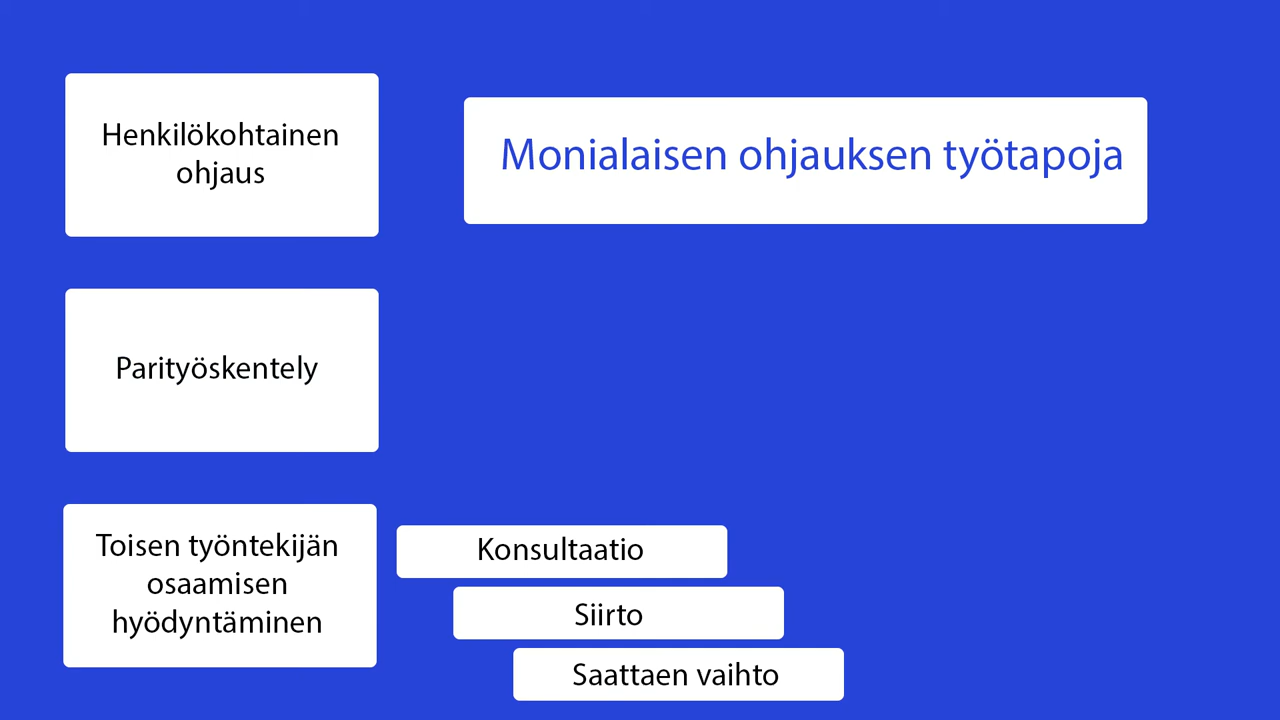 Henkilökohtainen
ohjaus
Monialaisen ohjauksen työtapoja
Parityöskentely
Toisen työntekijän
osaamisen
hyödyntäminen
Konsultaatio
Siirto
Saattaen vaihto